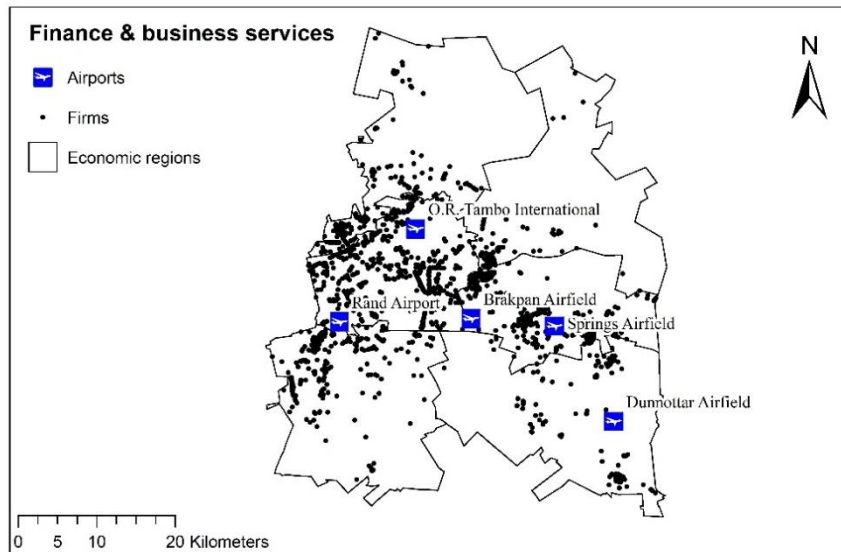 Finance & business services
N
Airports
Firms
Economic regions
O.R. Tambo International
Rand Airport
Brakpan Airfield
Springs Airfield
Dunnottar Airfield
0 5 10 20 Kilometers